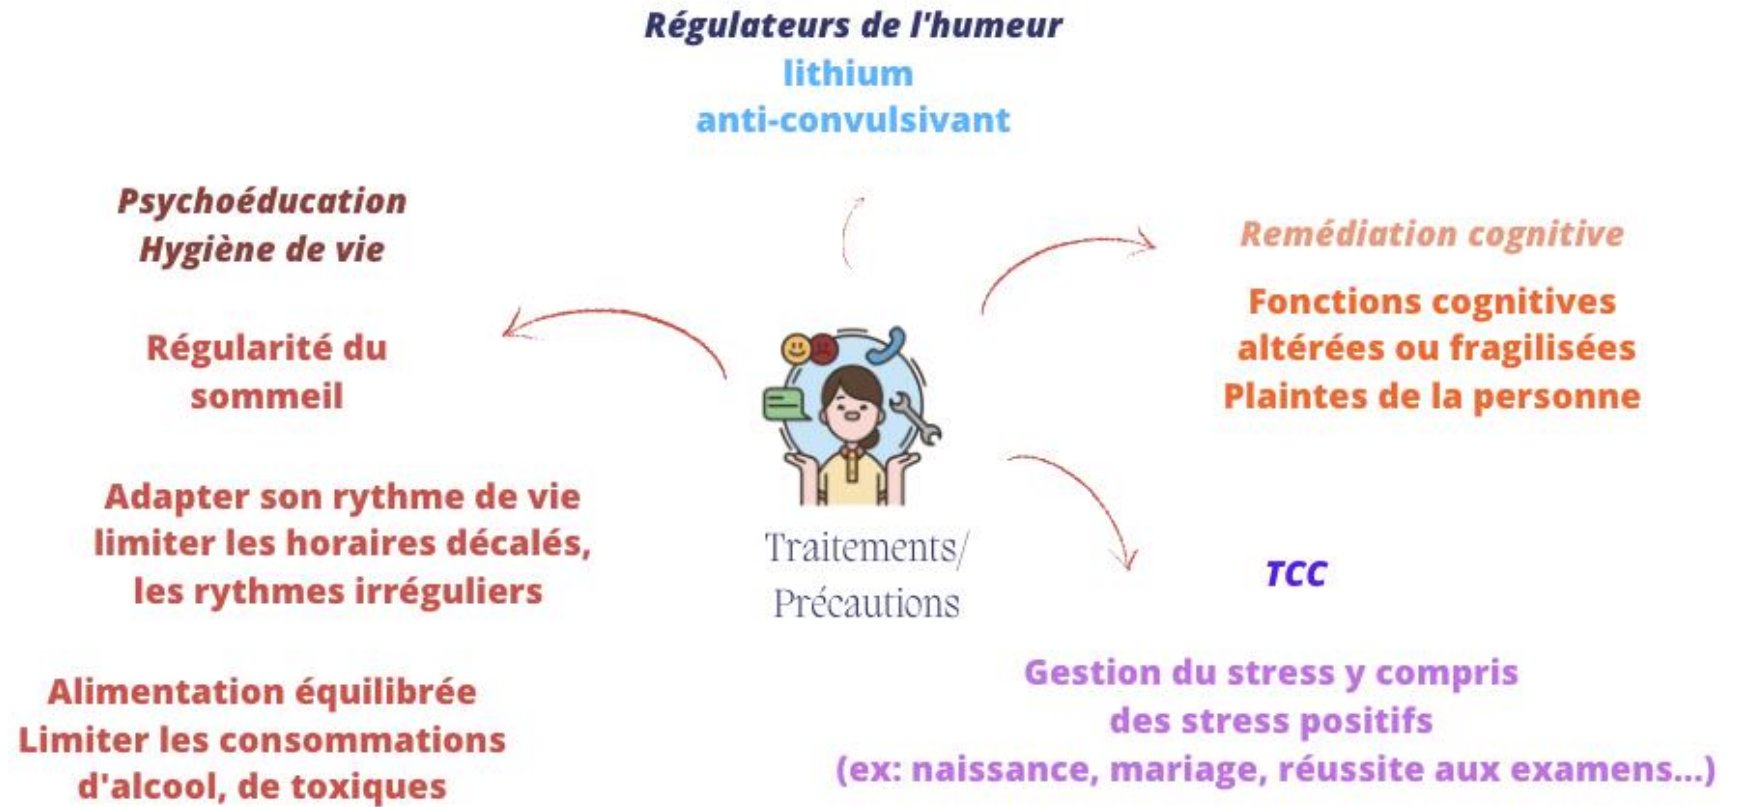 Régulateurs de l'humeur
lithium
anti-convulsivant
Psychoéducation
Hygiène de vie
Régularité du
sommeil
Adapter son rythme de vie
limiter les horaires décalés,
les rythmes irréguliers
Alimentation équilibrée
Limiter les consommations
d'alcool, de toxiques
Traitements/
Précautions
Remédiation cognitive
Fonctions cognitives
altérées ou fragilisées
Plaintes de la personne
TCC
Gestion du stress y compris
des stress positifs
(ex: naissance, mariage, réussite aux examens...)